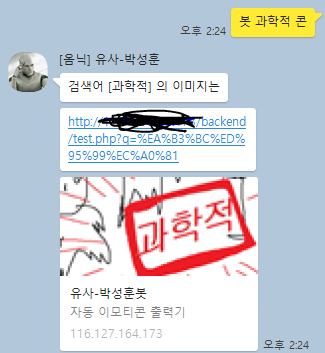 봇 과학적 콘
오후 2:24
[옴닉] 유사-박성훈
검색어 [과학적] 의 이미지는
http:/ /backend
/test.php?q=%EA%B3%BC%ED%
95%99%EC%A0%81
과학적
유사-박성훈봇
자동 이모티콘 출력기
116.127.164.173
오후 2:24